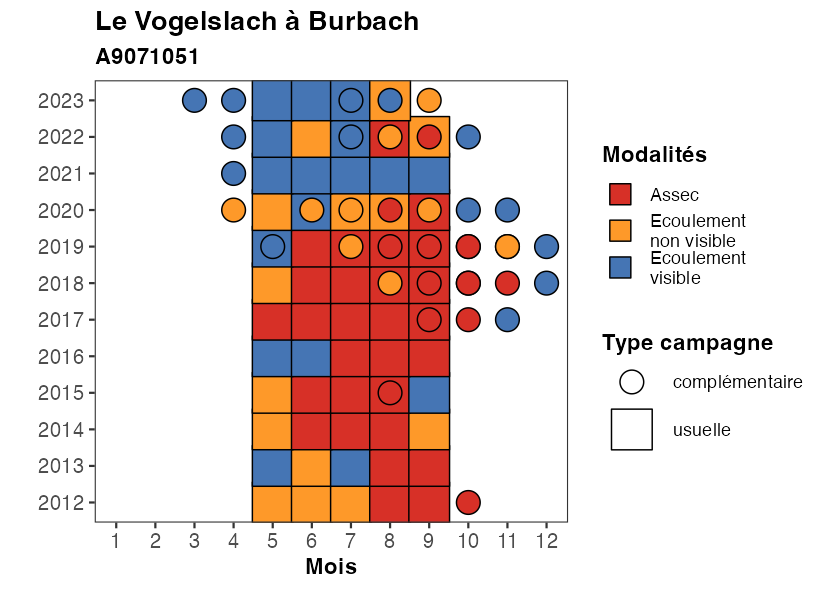 Le Vogelslach à Burbach
A9071051
2023
2022
2021
2020
2019
2018
2017
2016
2015
2014
2013
2012
1 2 3 4 5 6 7 8 9 10 11 12
Mois
Modalités
Assec
Ecoulement
non visible
Ecoulement
visible
Type campagne
complémentaire
usuelle